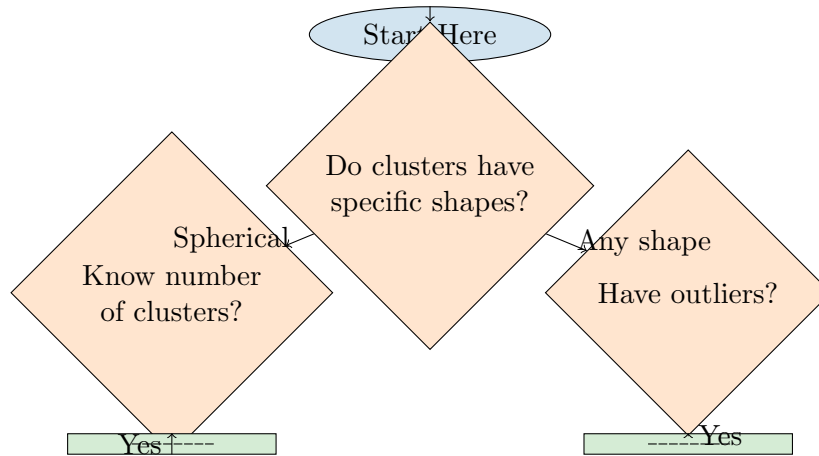 Start Here
Do clusters have
specific shapes?
Spherical
Any shape
Know number
of clusters?
Have outliers?
Yes
Yes